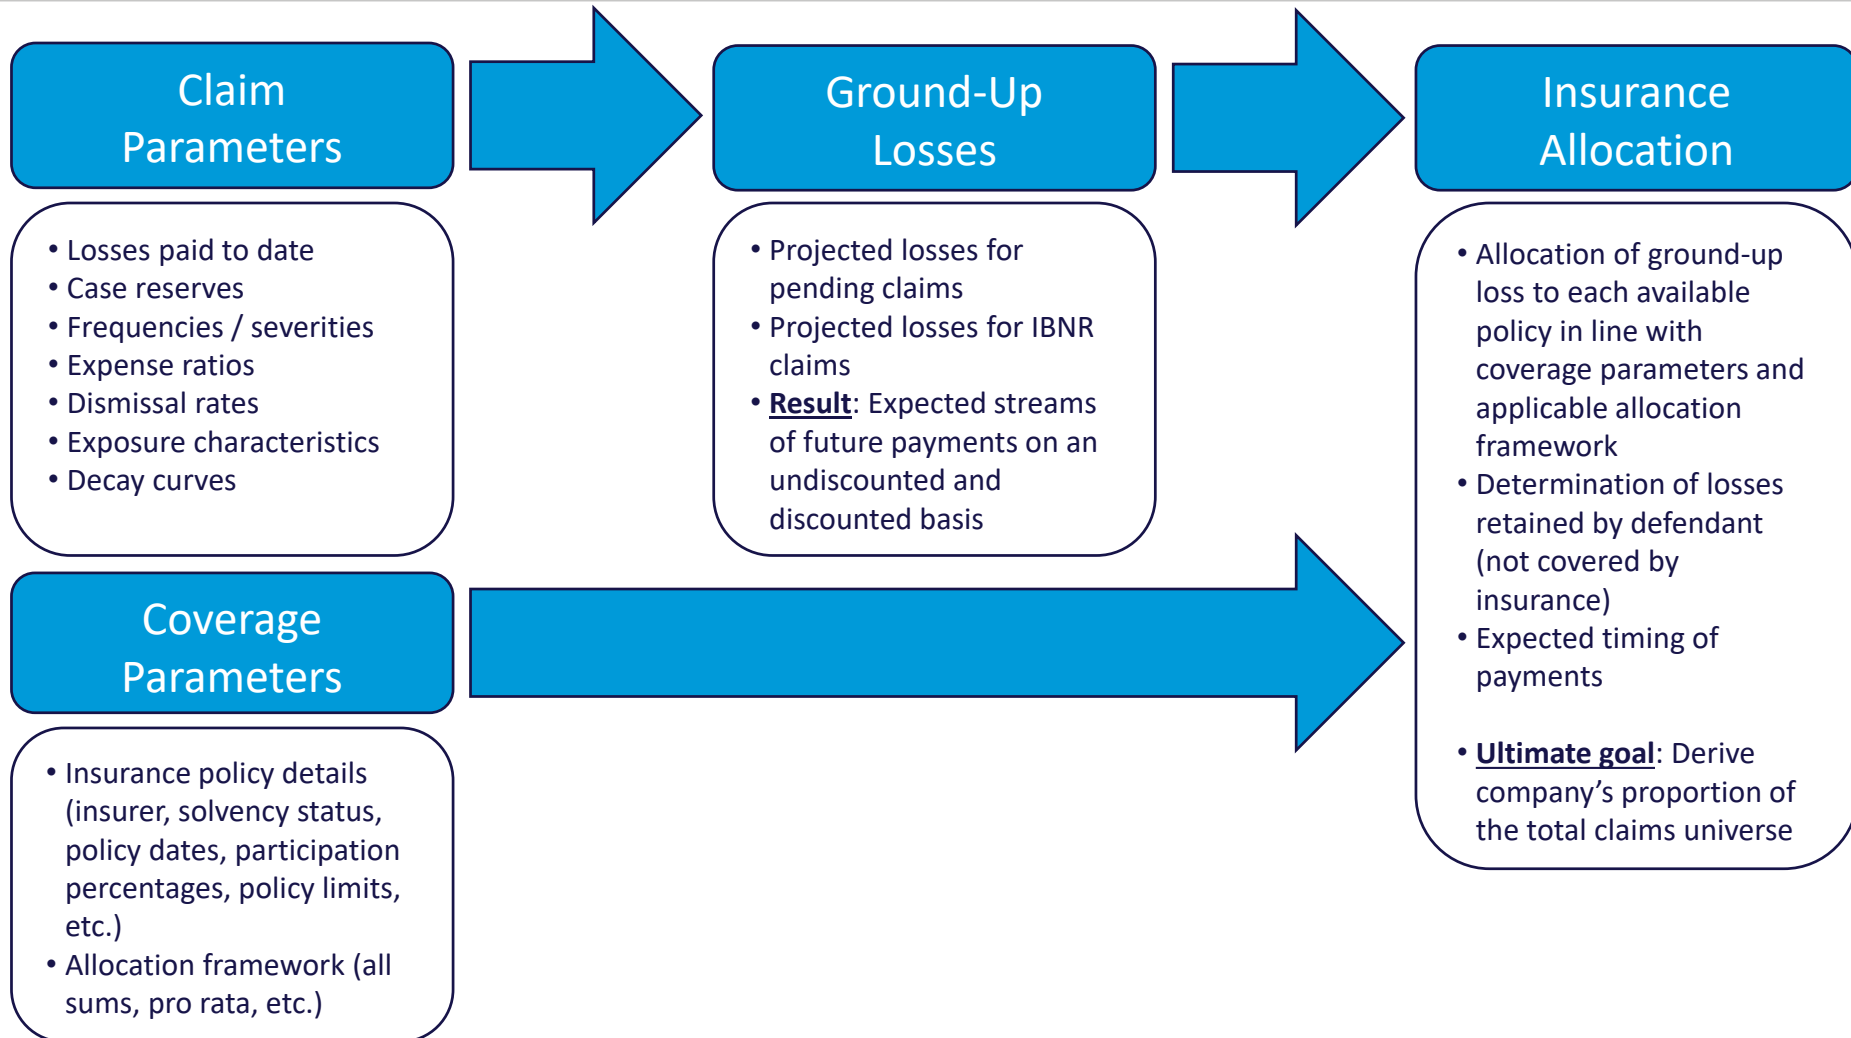 Claim
Parameters
• Losses paid to date
• Case reserves
• Frequencies / severities
• Expense ratios
• Dismissal rates
• Exposure characteristics
• Decay curves
Ground-Up
Losses
• Projected losses for
pending claims
• Projected losses for IBNR
claims
• Result: Expected streams
of future payments on an
undiscounted and
discounted basis
Insurance
Allocation
• Allocation of ground-up
loss to each available
policy in line with
coverage parameters and
applicable allocation
framework
• Determination of losses
retained by defendant
(not covered by
insurance)
• Expected timing of
payments
• Ultimate goal: Derive
company’s proportion of
the total claims universe
Coverage
Parameters
• Insurance policy details
(insurer, solvency status,
policy dates, participation
percentages, policy limits,
etc.)
• Allocation framework (all
sums, pro rata, etc.)